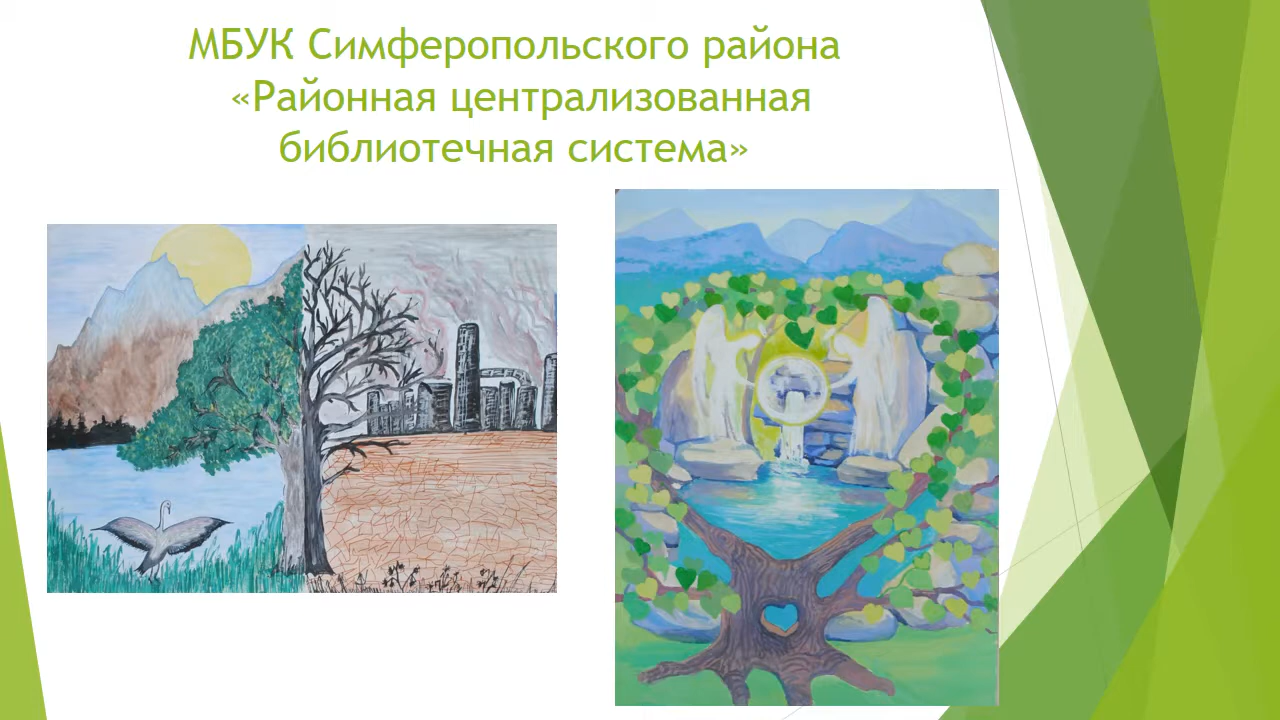 МБУК Симферопольского района
«Районная централизованная
библиотечная система»